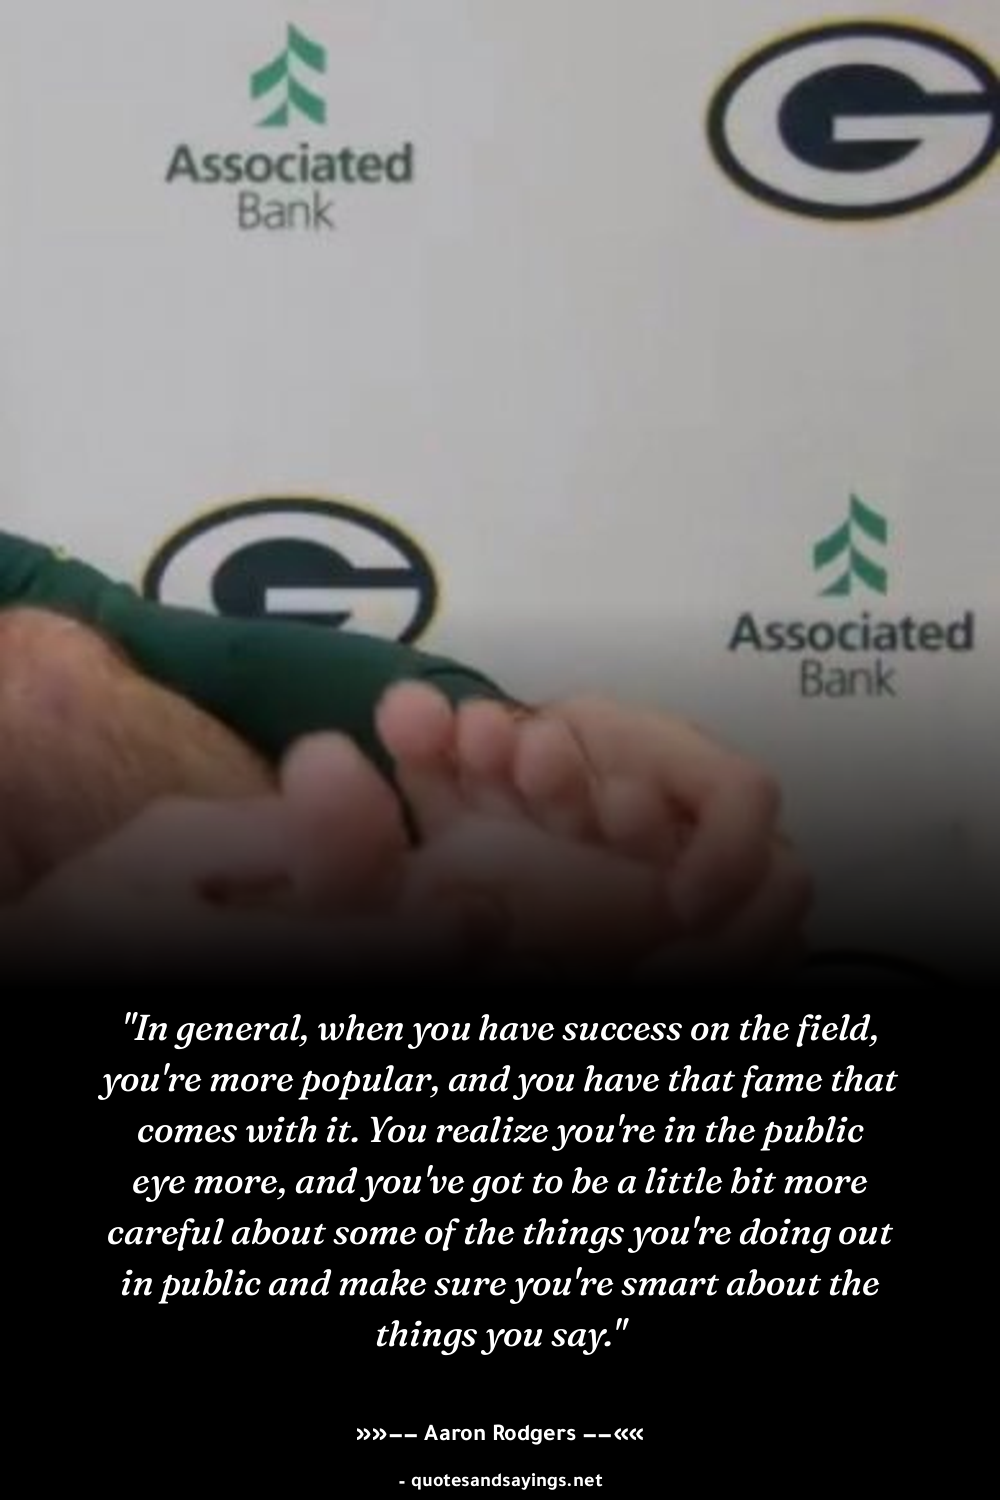 Associated
Bank
G
G
Associated
Bank
"In general, when you have success on the field,
you're more popular, and you have that fame that
comes with it. You realize you're in the public
eye more, and you've got to be a little bit more
careful about some of the things you're doing out
in public and make sure you're smart about the
things you say."
»»—— Aaron Rodgers ——««
- quotesandsayings.net